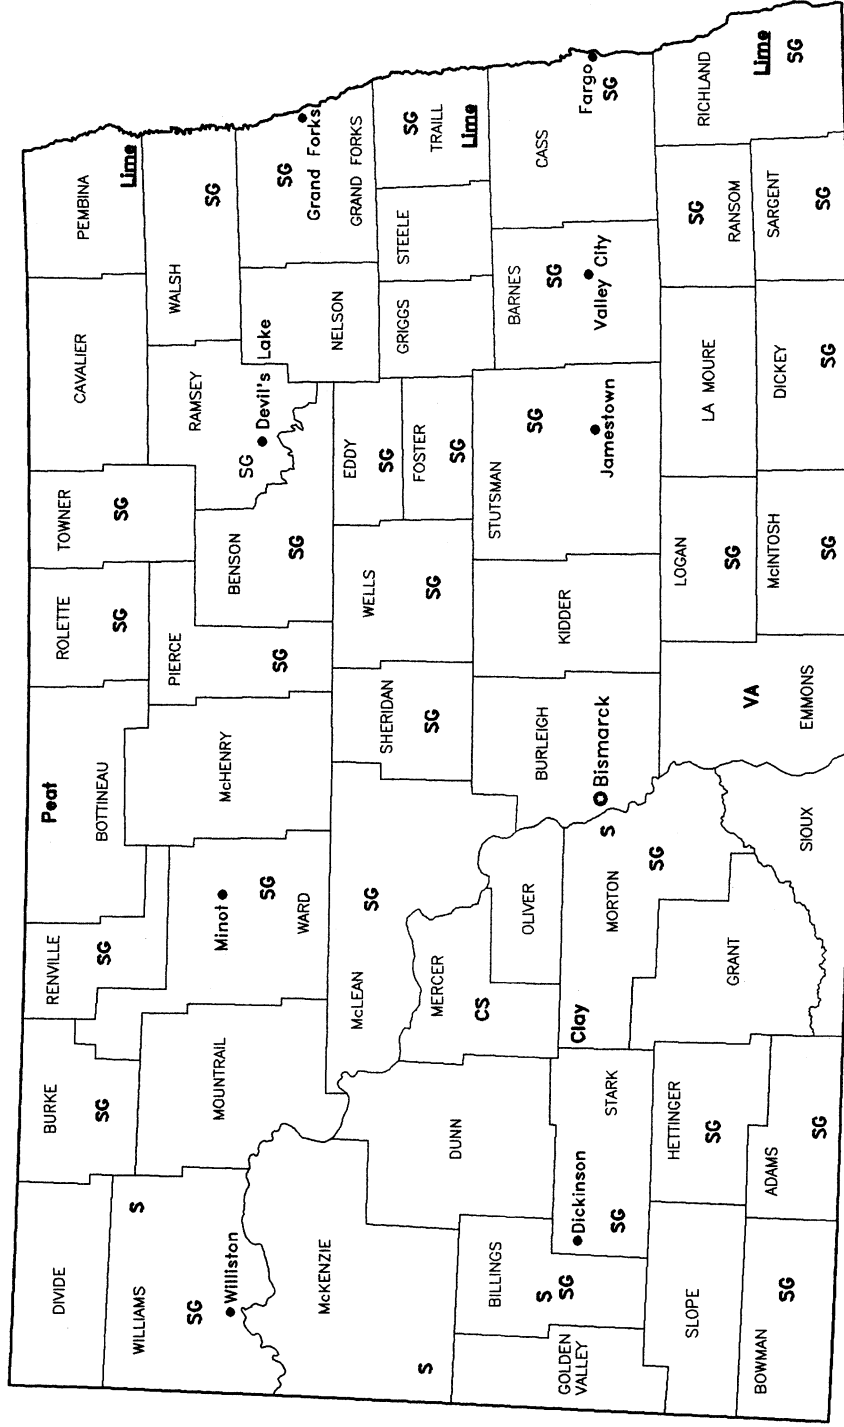 DIVIDE
BURKE
SG
RENVILLE
SG
Peat
BOTTINEAU
ROLETTE
SG
TOWNER
SG
CAVALIER
PEMBINA
Lime
WILLIAMS
S
SG
Williston
MOUNTRAIL
Minot
SG
WARD
McHENRY
PIERCE
SG
BENSON
SG
RAMSEY
SG
Devil's Lake
WALSH
SG
NELSON
SG
Grand Forks
GRAND FORKS
McKENZIE
S
DUNN
McLEAN
SG
MERCER
CS
OLIVER
SHERIDAN
SG
WELLS
SG
EDDY
SG
FOSTER
SG
GRIGGS
STEELE
SG
TRAILL
Lime
GOLDEN
VALLEY
BILLINGS
S
SG
Dickinson
STARK
SG
Clay
MORTON
S
SG
BURLEIGH
Bismarck
KIDDER
STUTSMAN
SG
Jamestown
BARNES
SG
Valley City
CASS
Fargo
SG
SLOPE
HETTINGER
SG
GRANT
BOWMAN
SG
ADAMS
SG
SIOUX
VA
EMMONS
LOGAN
SG
McINTOSH
SG
LA MOURE
DICKEY
SG
SG
RANSOM
SARGENT
SG
RICHLAND
Lime
SG